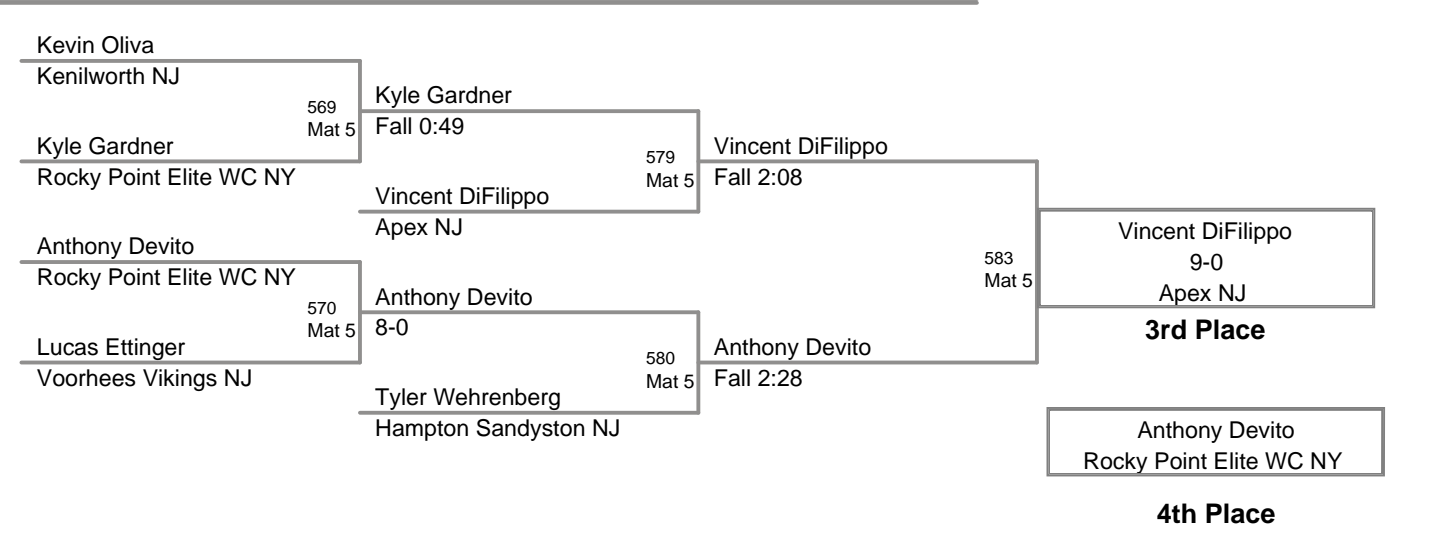 Kevin Oliva
Kenilworth NJ
569
Mat 5
Kyle Gardner
Rocky Point Elite WC NY
Anthony Devito
Rocky Point Elite WC NY
570
Mat 5
Lucas Ettinger
Voorhees Vikings NJ
Kyle Gardner
Fall 0:49
579
Mat 5
Vincent DiFilippo
Apex NJ
Anthony Devito
8-0
580
Mat 5
Tyler Wehrenberg
Hampton Sandyston NJ
Vincent DiFilippo
Fall 2:08
583
Mat 5
Anthony Devito
Fall 2:28
Vincent DiFilippo
9-0
Apex NJ
3rd Place
Anthony Devito
Rocky Point Elite WC NY
4th Place